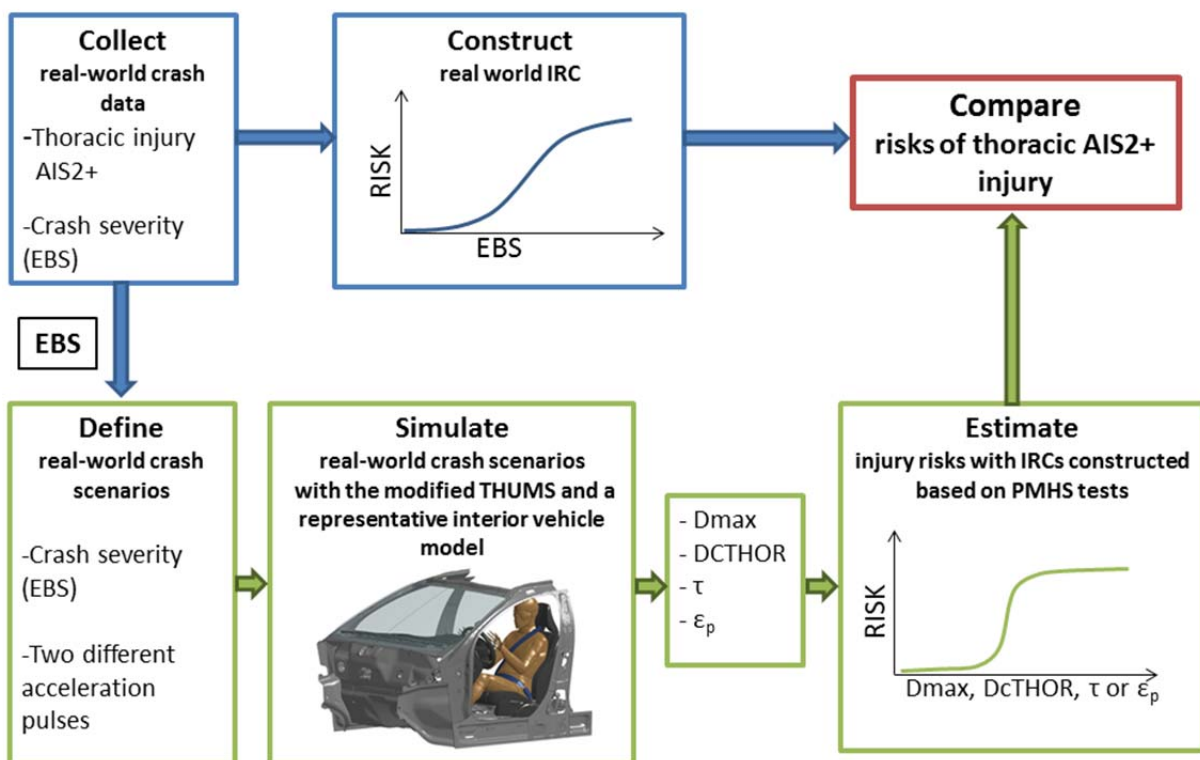 Collect
real-world crash
data
-Thoracic injury
AIS2+
-Crash severity
(EBS)
Construct
real world IRC
RISK
EBS
Compare
risks of thoracic AIS2+
injury
EBS
Define
real-world crash
scenarios
-Crash severity
(EBS)
-Two different
acceleration
pulses
Simulate
real-world crash scenarios
with the modified THUMS and a
representative interior vehicle
model
- Dmax
- DCTHOR
- τ
- εp
Estimate
injury risks with IRCs constructed
based on PMHS tests
RISK
Dmax, DcTHOR, τ or εp